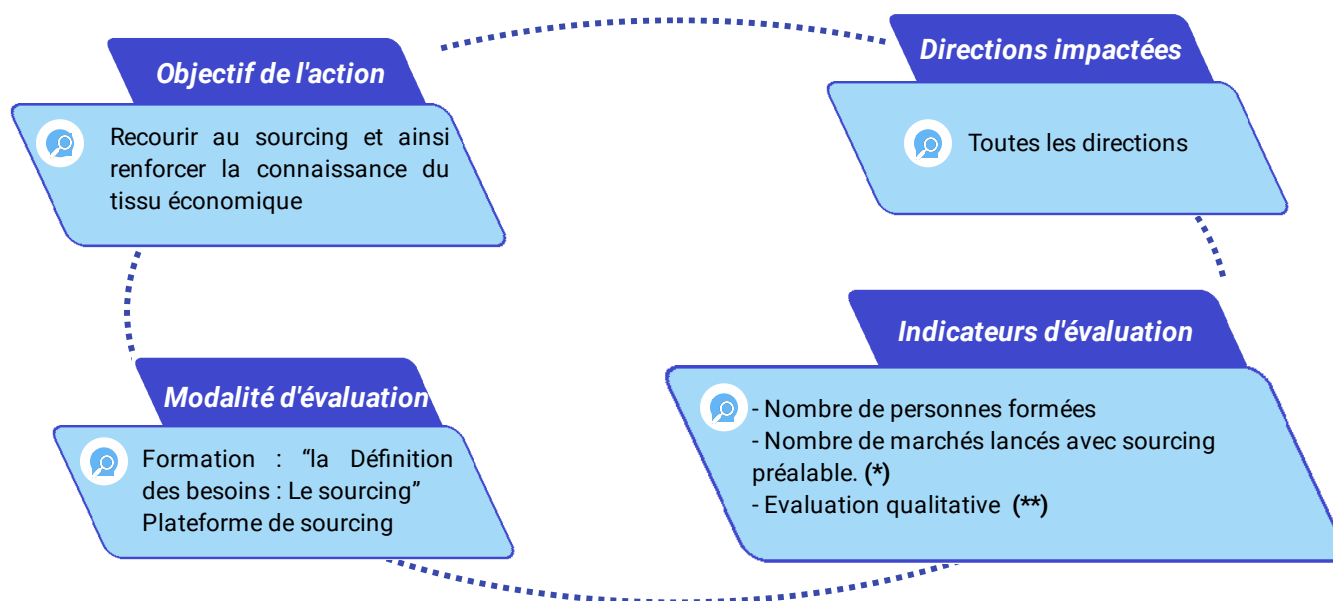 Objectif de l'action
Recourir au sourcing et ainsi
renforcer la connaissance du
tissu économique
Directions impactées
Toutes les directions
Modalité d'évaluation
Formation : “la Définition
des besoins : Le sourcing”
Plateforme de sourcing
Indicateurs d'évaluation
- Nombre de personnes formées
- Nombre de marchés lancés avec sourcing
préalable. (*)
- Evaluation qualitative (**)